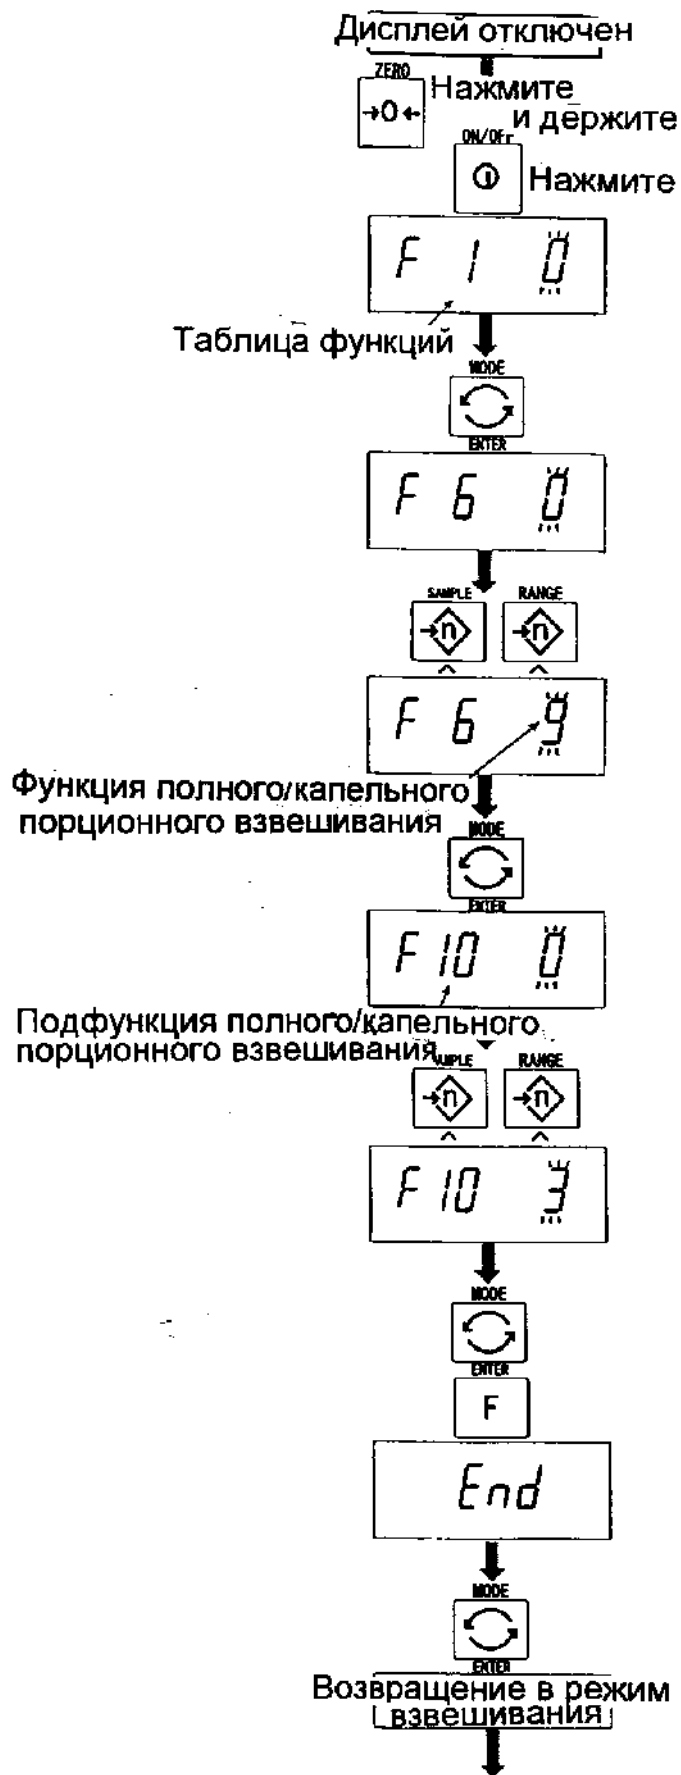 Дисплей отключен
ZERO
→0←
Нажмите
и держите
ON/OFF
Нажмите
F 1 0
Таблица функций
MODE
ENTER
F 6 0
SAMPLE RANGE
→n →n
F 6 9
Функция полного/капельного
порционного взвешивания
MODE
ENTER
F 10 0
Подфункция полного/капельного
порционного взвешивания
RANGE
→n →n
F 10 3
MODE
ENTER
F
End
MODE
ENTER
Возвращение в режим
взвешивания